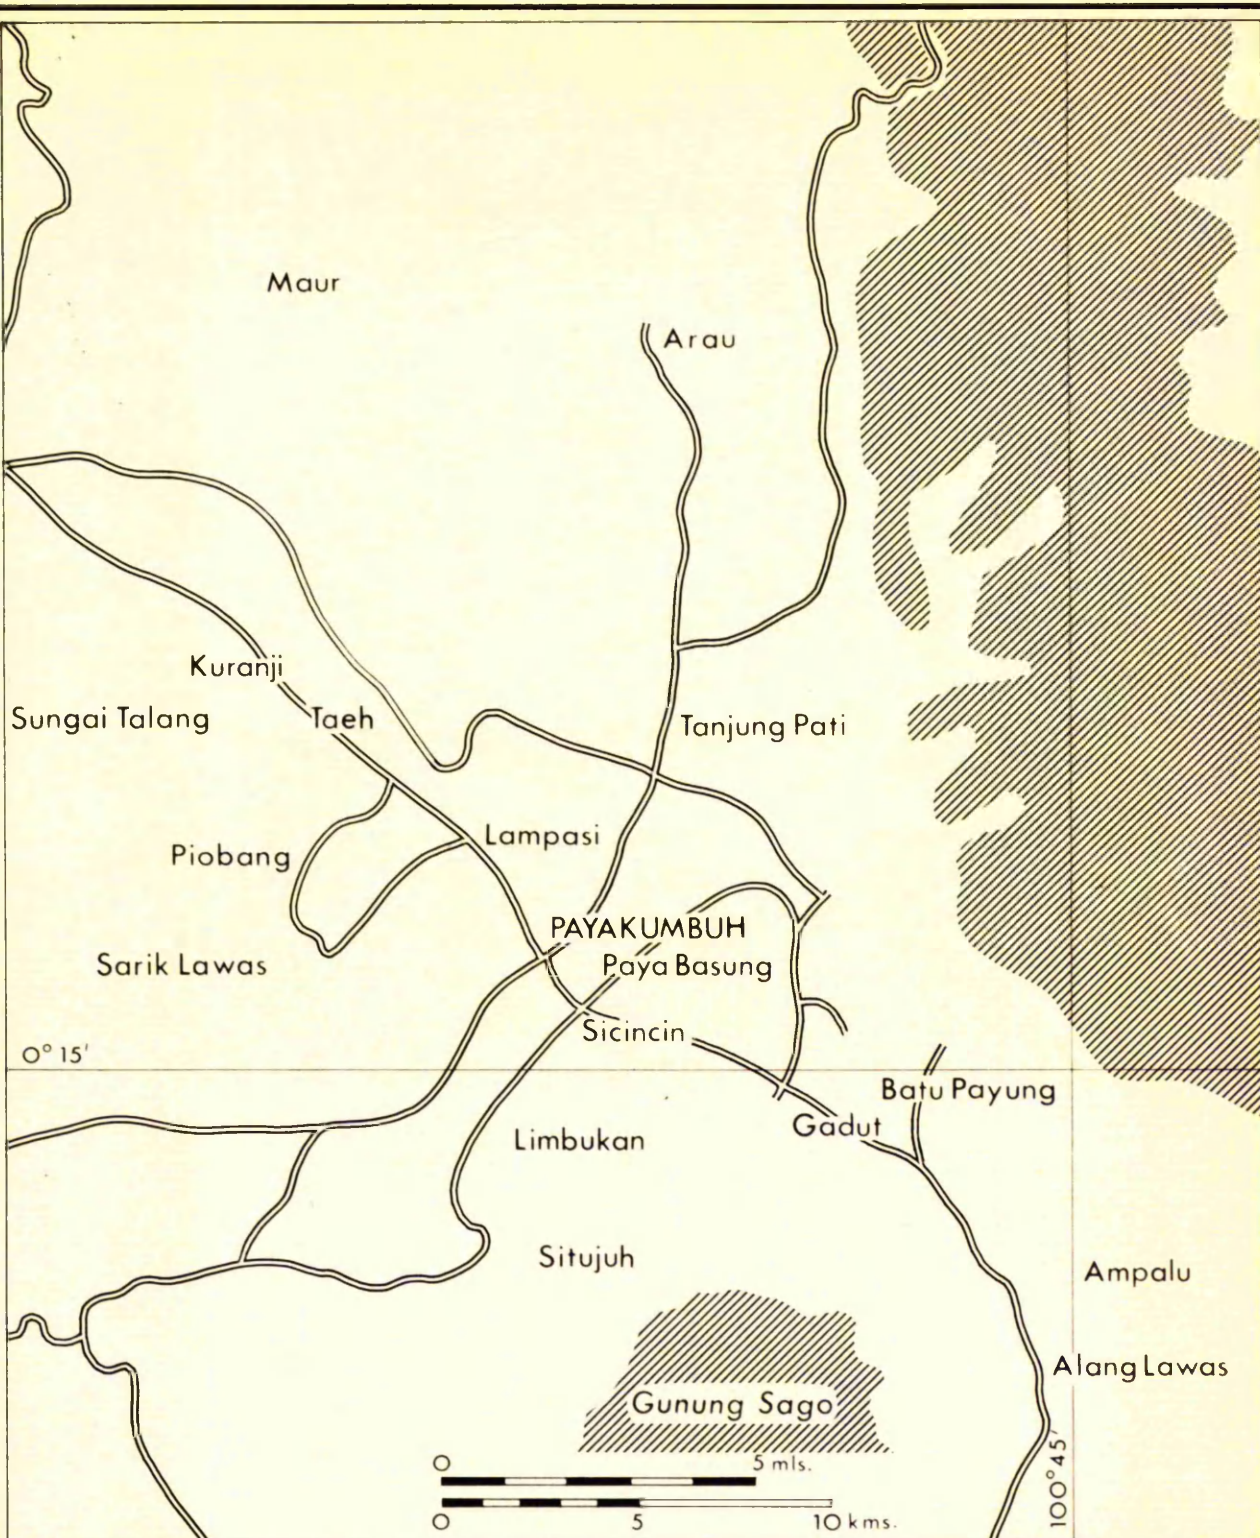 Maur
Arau
Kuranji
Sungai Talang
Taeh
Tanjung Pati
Lampasi
Piobang
PAYAKUMBUH
Sarik Lawas
Paya Basung
Sicincin
0° 15'
Batu Payung
Gadut
Limbukan
Situjuh
Ampalu
Alang Lawas
Gunung Sago
100° 45'
0 5 mls.
0 5 10 kms.